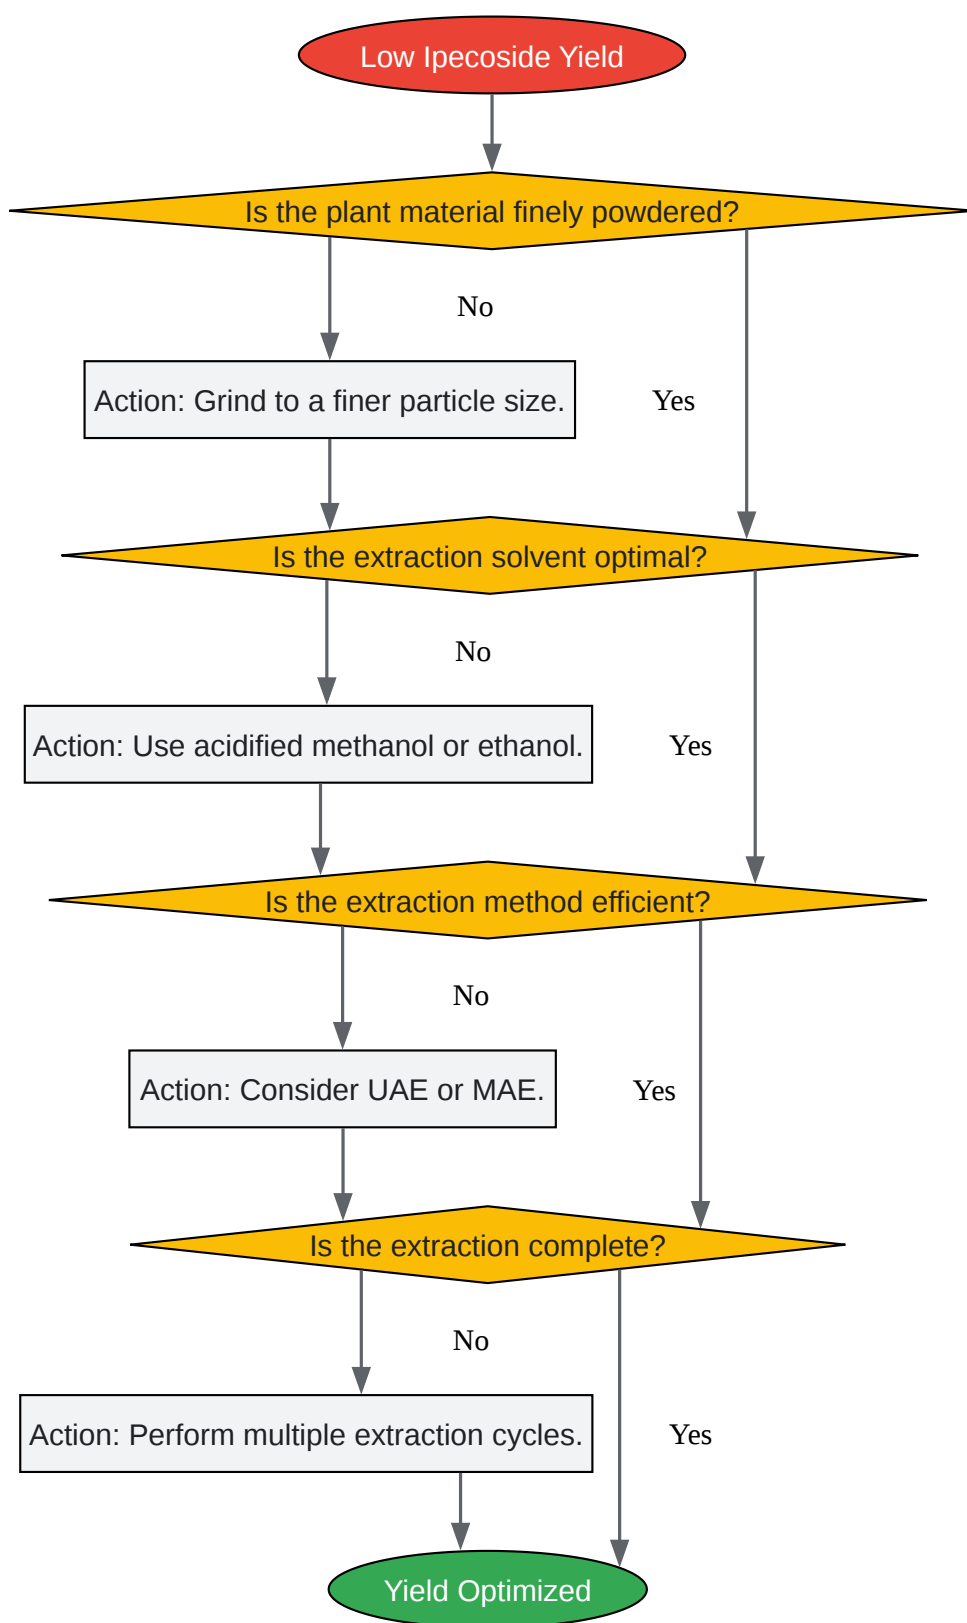 Low Ipecoside Yield
Is the plant material finely powdered?
No
Action: Grind to a finer particle size.
Yes
Is the extraction solvent optimal?
No
Action: Use acidified methanol or ethanol.
Yes
Is the extraction method efficient?
No
Action: Consider UAE or MAE.
Yes
Is the extraction complete?
No
Action: Perform multiple extraction cycles.
Yes
Yield Optimized